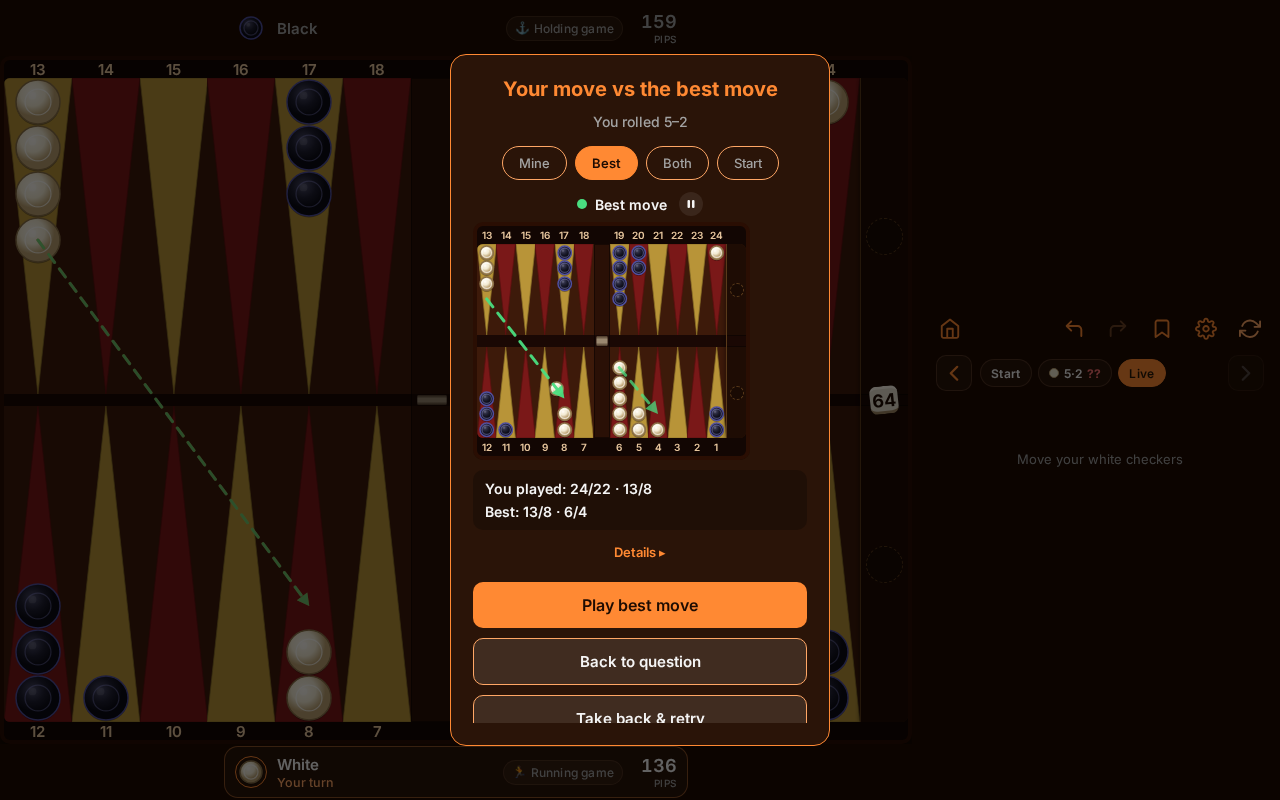 Black
Holding game
159
PIPS
13 14 15 16 17 18
4
Your move vs the best move
You rolled 5–2
Mine Best Both Start
Best move
13 14 15 16 17 18 19 20 21 22 23 24
12 11 10 9 8 7 6 5 4 3 2 1
You played: 24/22 · 13/8
Best: 13/8 · 6/4
Details ▸
Play best move
Back to question
Take back & retry
Start 5·2 ?? Live
64
Move your white checkers
12 11 10 9 8 7
White
Your turn
Running game
136
PIPS